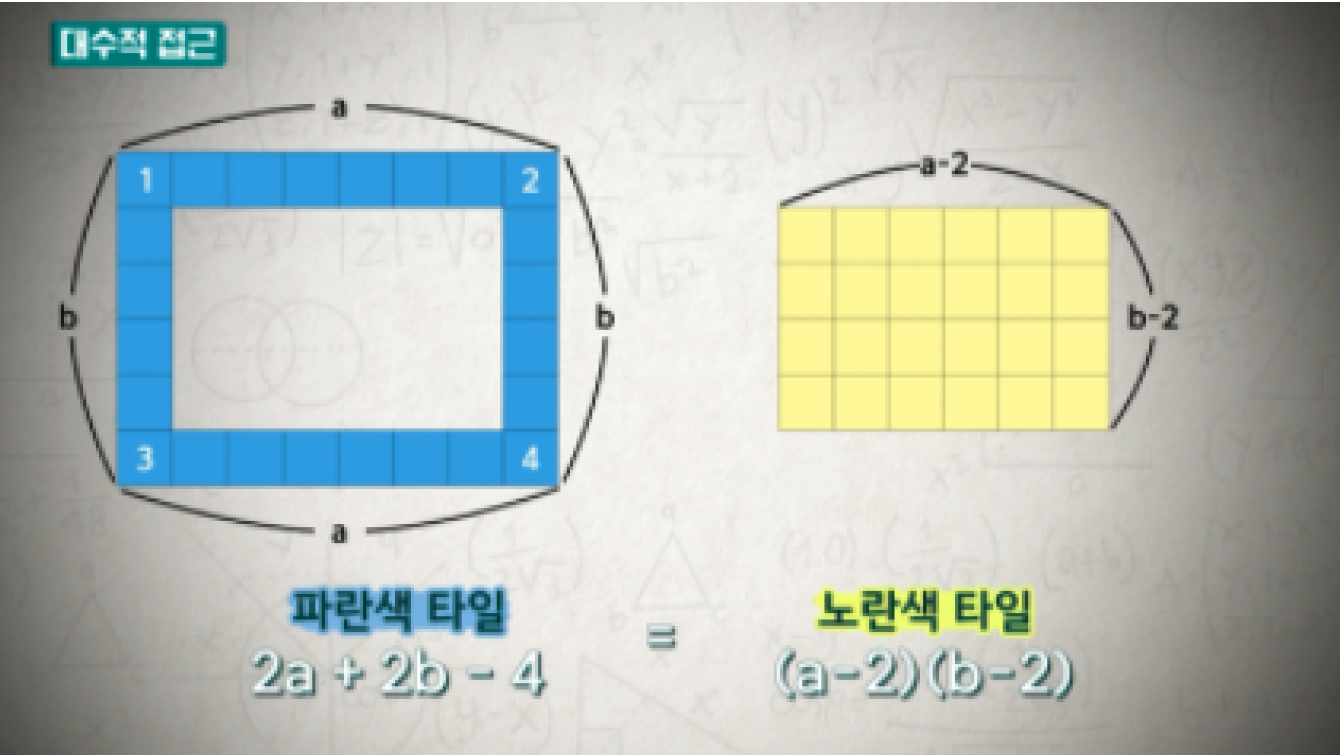 대수적 접근
a
a-2
1 2
b b b-2
3 4
a
파란색 타일 = 노란색 타일
2a + 2b - 4 (a-2)(b-2)